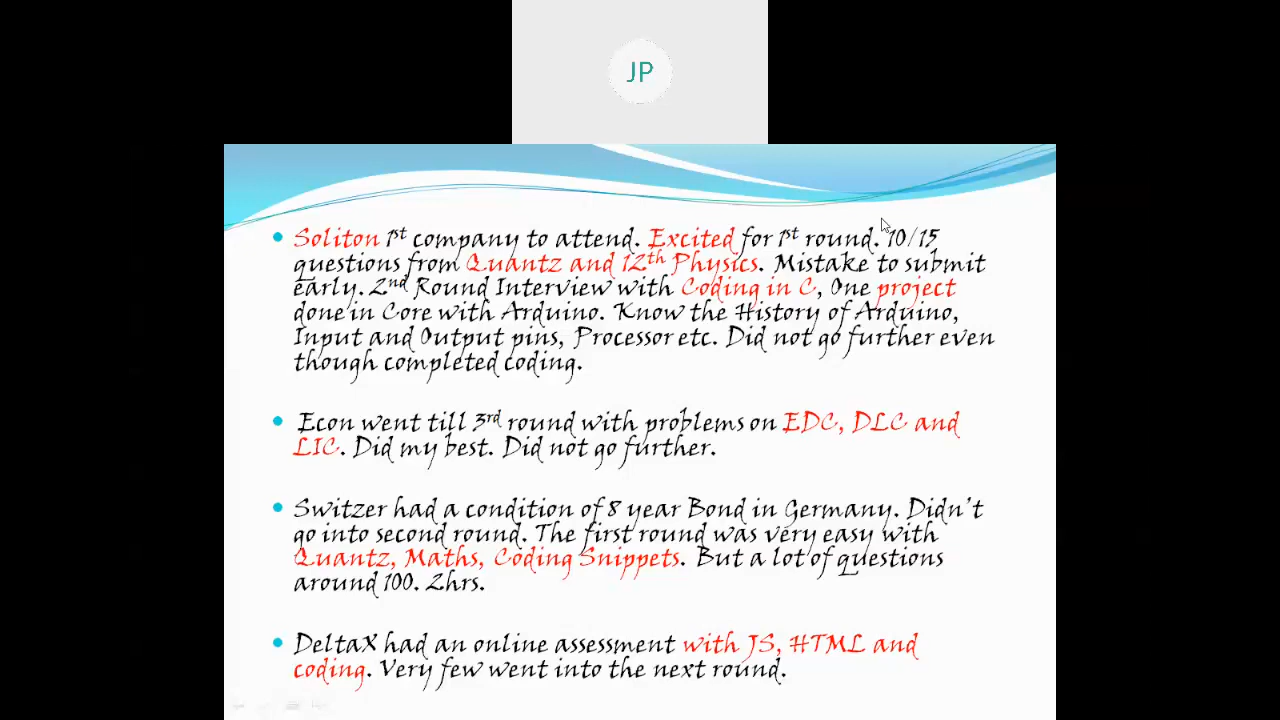 JP
Soliton 1st company to attend. Excited for 1st round. 10/15
questions from Quantz and 12th Physics. Mistake to submit
early. 2nd Round Interview with Coding in C, One project
done in Core with Arduino. Know the History of Arduino,
Input and Output pins, Processor etc. Did not go further even
though completed coding.
Econ went till 3rd round with problems on EDC, DLC and
LIC. Did my best. Did not go further.
Switzer had a condition of 8 year Bond in Germany. Didn't
go into second round. The first round was very easy with
Quantz, Maths, Coding Snippets. But a lot of questions
around 100. 2hrs.
DeltaX had an online assessment with JS, HTML and
coding. Very few went into the next round.